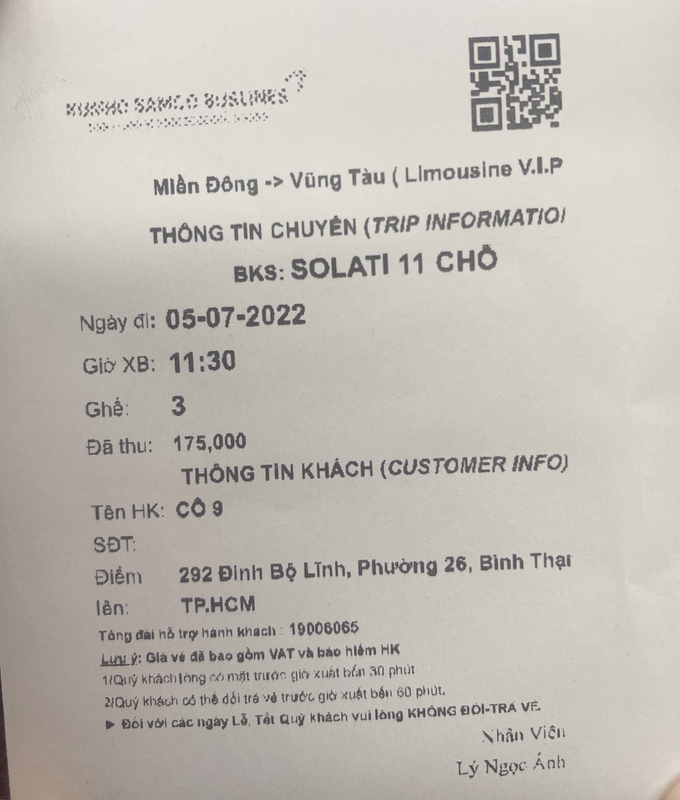 KUMHO SAMCO BUSLINES
Miền Đông -> Vũng Tàu ( Limousine V.I.P
THÔNG TIN CHUYẾN (TRIP INFORMATIO
BKS: SOLATI 11 CHỖ
Ngày đi: 05-07-2022
Giờ XB: 11:30
Ghế: 3
Đã thu: 175,000
THÔNG TIN KHÁCH (CUSTOMER INFO)
Tên HK: CÔ 9
SĐT:
Điểm 292 Đinh Bộ Lĩnh, Phường 26, Bình Thạr
lên: TP.HCM
Tổng đài hỗ trợ hành khách : 19006065
Lưu ý: Giá vé đã bao gồm VAT và bảo hiểm HK
1/Quý khách lòng có mặt trước giờ xuất bến 30 phút
2/Quý khách có thể đổi trả vé trước giờ xuất bến 60 phút.
► Đối với các ngày Lễ, Tết Quý khách vui lòng KHÔNG ĐỔI-TRẢ VÉ.
Nhân Viên
Lý Ngọc Ánh